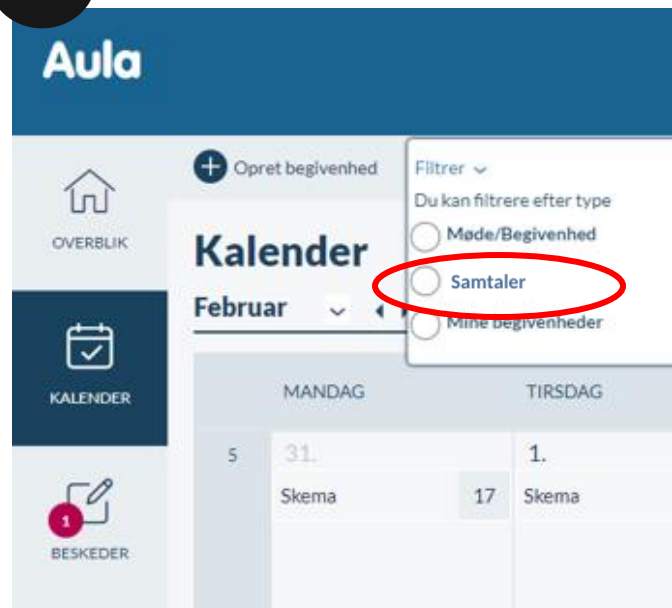 Aula
Opret begivenhed
Filtrer
Du kan filtrere efter type
Møde/Begivenhed
Samtaler
Mine begivenheder
OVERBLIK
Kalender
Februar
KALENDER
MANDAG TIRSDAG
5 31. 1.
Skema 17 Skema
1
BESKEDER